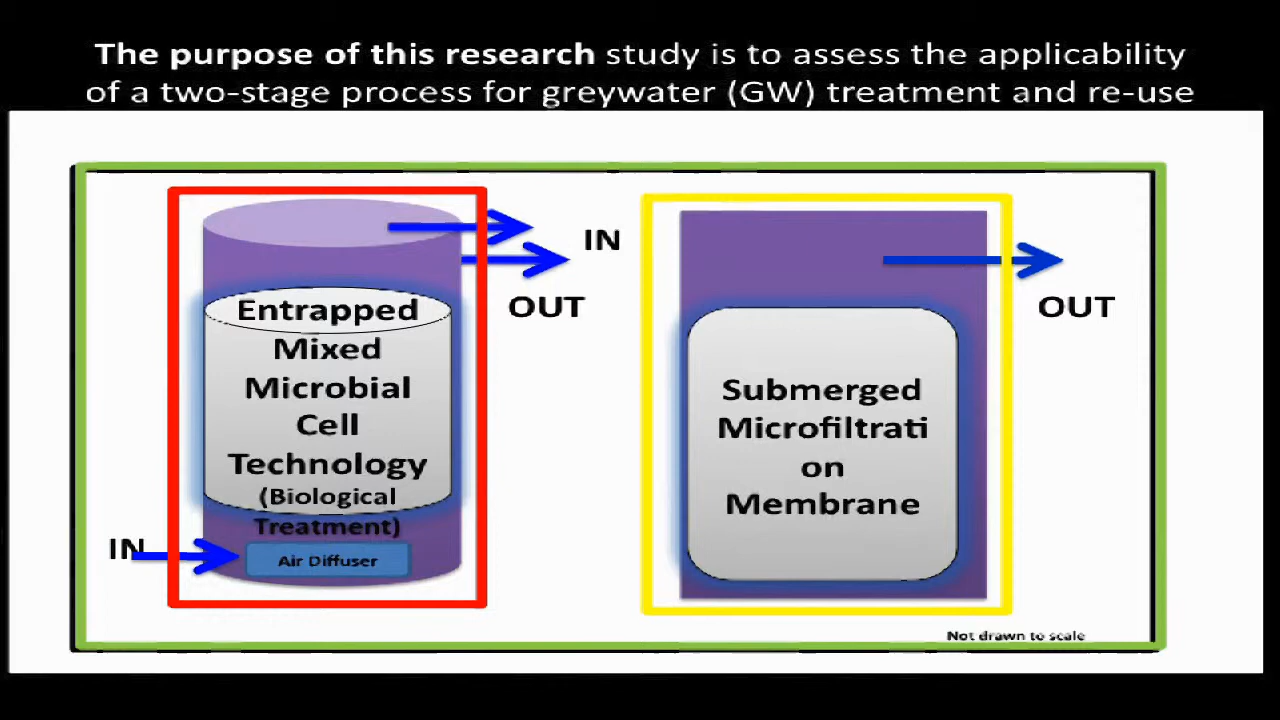 The purpose of this research study is to assess the applicability
of a two-stage process for greywater (GW) treatment and re-use
IN
OUT
OUT
Entrapped
Mixed
Microbial
Cell
Technology
(Biological
Treatment)
Air Diffuser
IN
Submerged
Microfiltrati
on
Membrane
Not drawn to scale